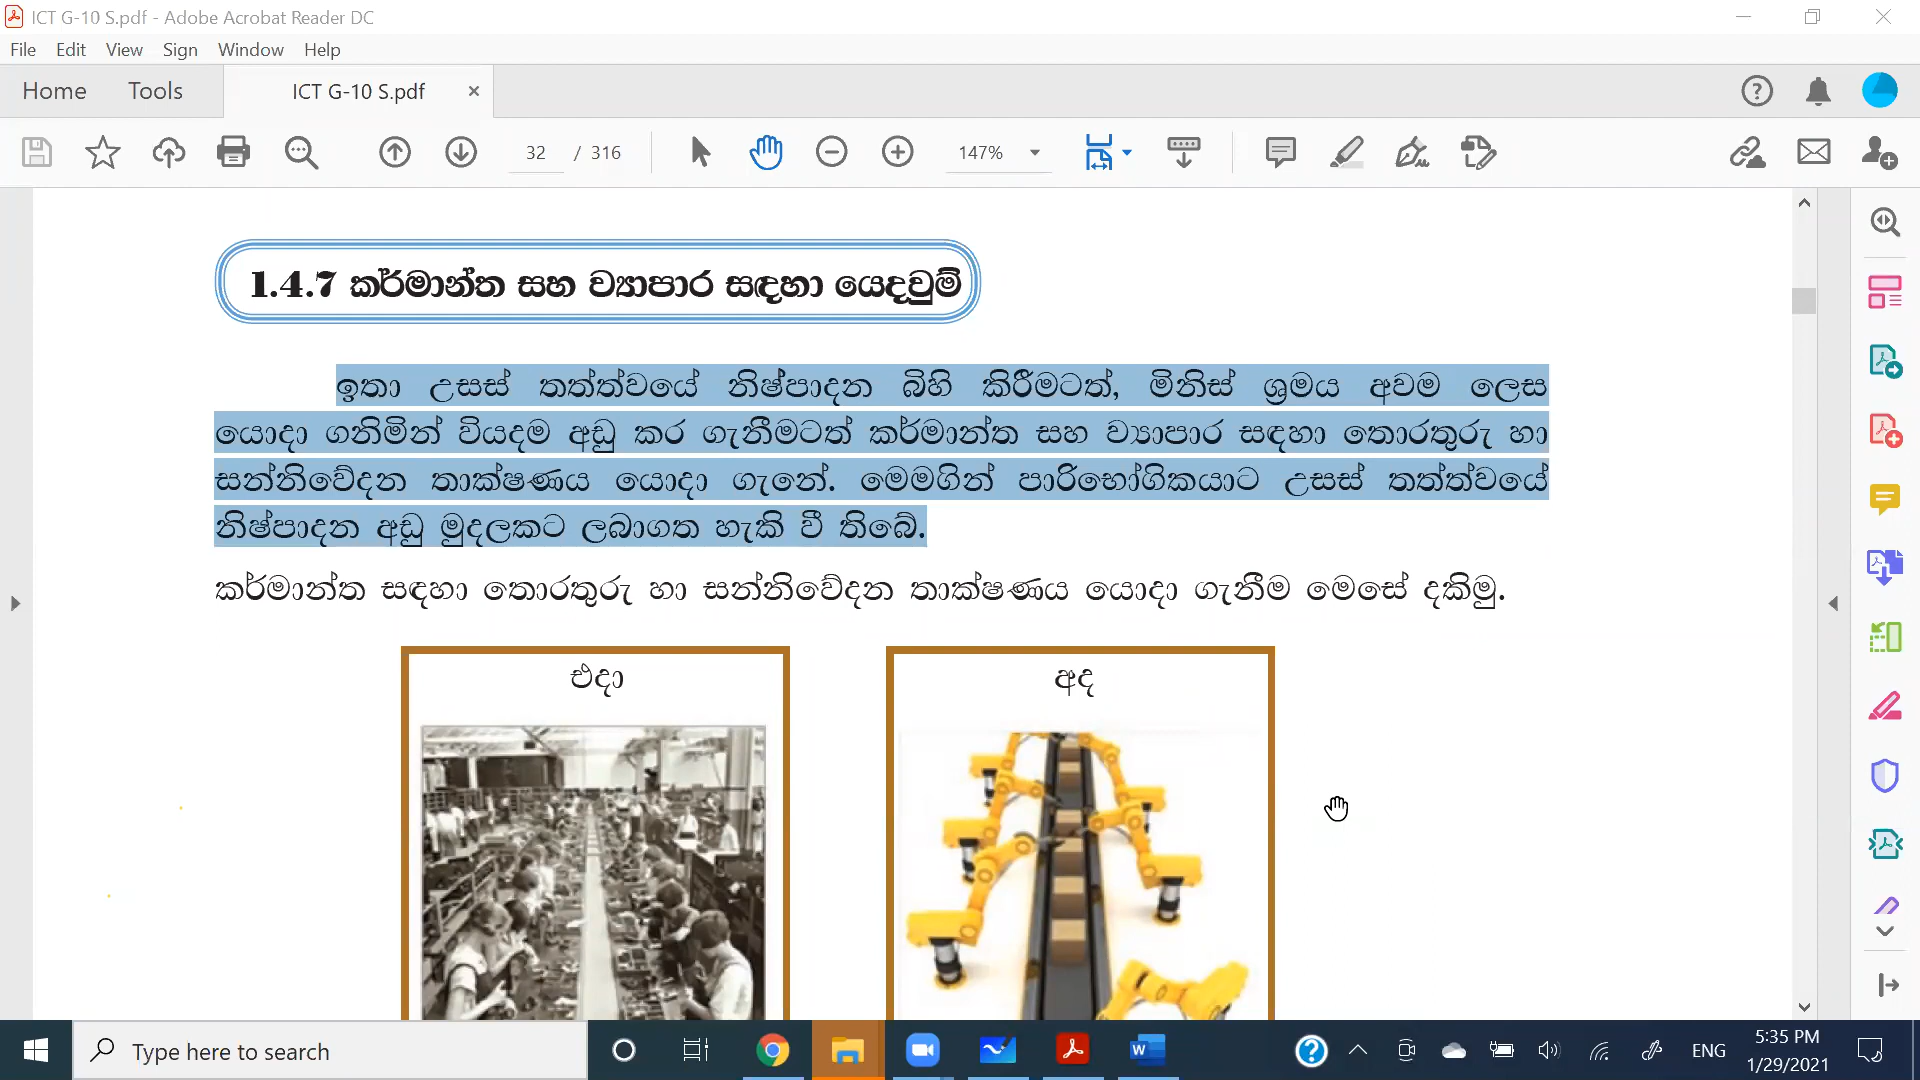 ICT G-10 S.pdf - Adobe Acrobat Reader DC
File Edit View Sign Window Help
Home Tools ICT G-10 S.pdf ×
32 / 316 147%
1.4.7 කර්මාන්ත සහ ව්‍යාපාර සඳහා යෙදවුම්
ඉතා උසස් තත්ත්වයේ නිෂ්පාදන බිහි කිරීමටත්, මිනිස් ශ්‍රමය අවම ලෙස
යොදා ගනිමින් වියදම අඩු කර ගැනීමටත් කර්මාන්ත සහ ව්‍යාපාර සඳහා තොරතුරු හා
සන්නිවේදන තාක්ෂණය යොදා ගැනේ. මෙමගින් පාරිභෝගිකයාට උසස් තත්ත්වයේ
නිෂ්පාදන අඩු මුදලකට ලබාගත හැකි වී තිබේ.
කර්මාන්ත සඳහා තොරතුරු හා සන්නිවේදන තාක්ෂණය යොදා ගැනීම මෙසේ දකිමු.
එදා
අද
Type here to search
ENG
5:35 PM
1/29/2021